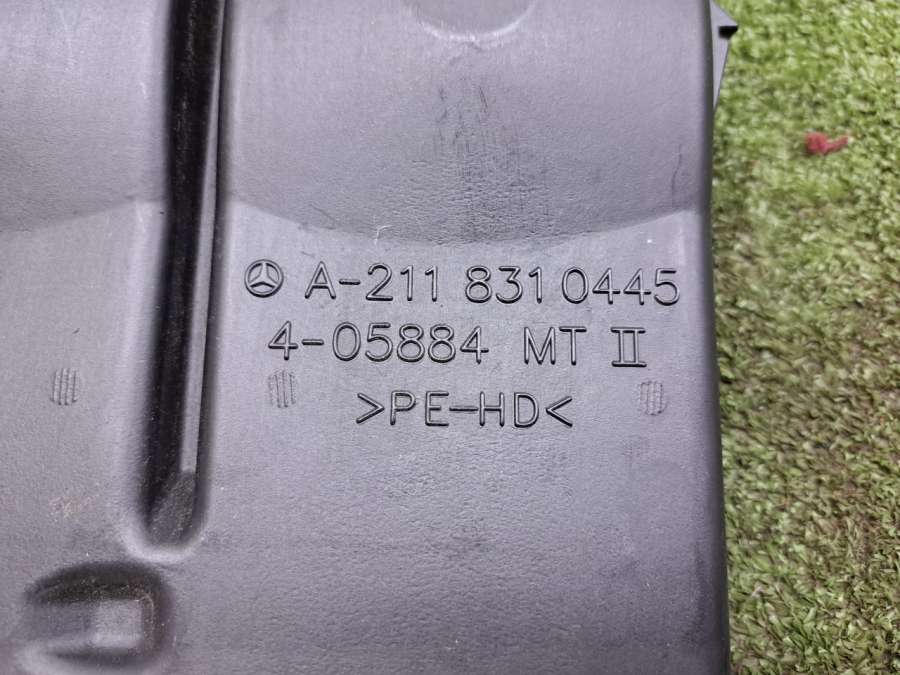 A-211 831 0445
4-05884 MT II
>PE-HD<